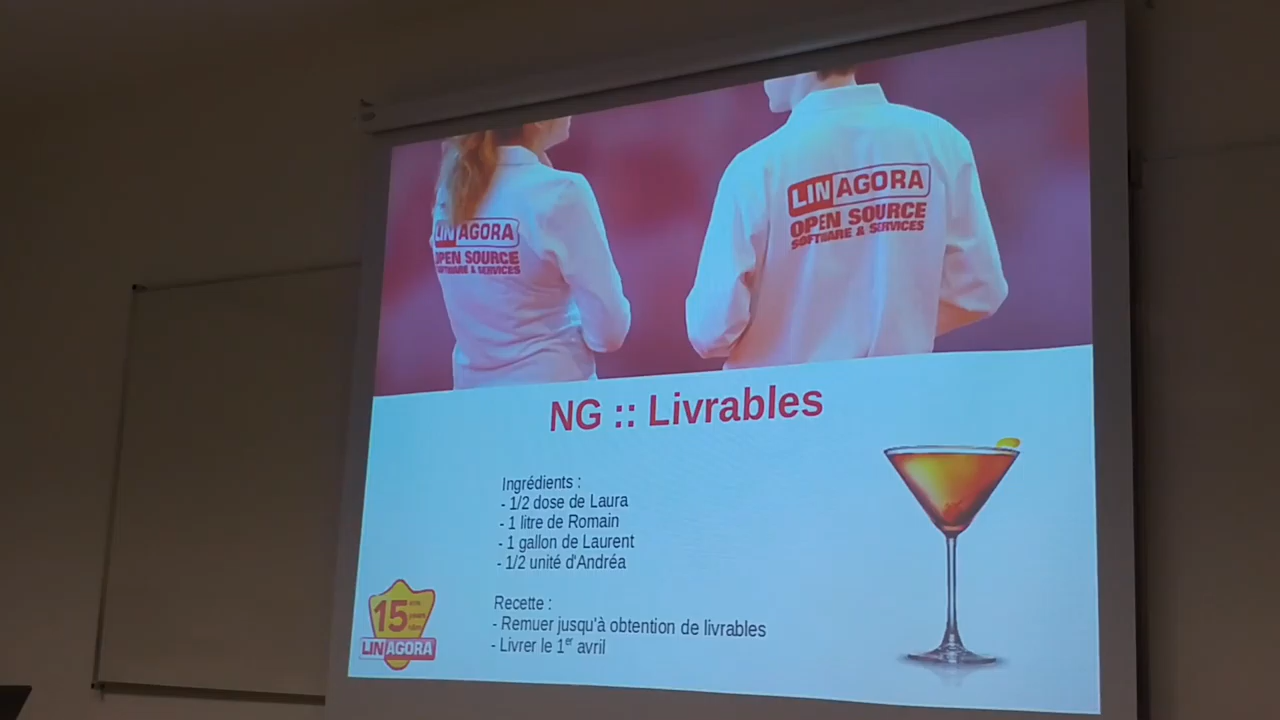 LINAGORA
OPEN SOURCE
SOFTWARE & SERVICES
LINAGORA
OPEN SOURCE
SOFTWARE & SERVICES
NG :: Livrables
Ingrédients :
- 1/2 dose de Laura
- 1 litre de Romain
- 1 gallon de Laurent
- 1/2 unité d'Andréa
Recette :
- Remuer jusqu'à obtention de livrables
- Livrer le 1er avril
15
LINAGORA